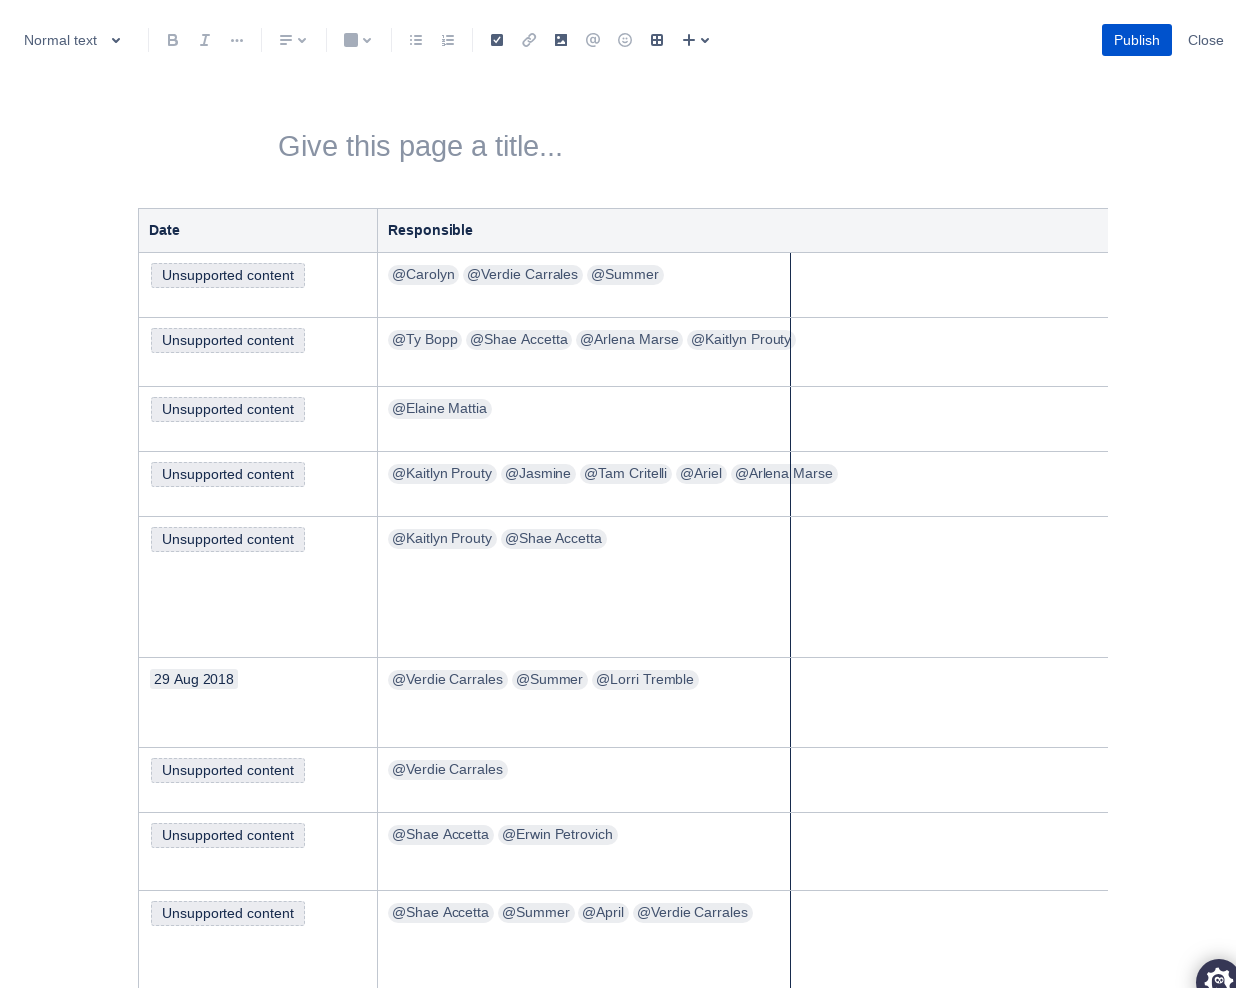 Normal text
Publish Close
Give this page a title...
Date Responsible
Unsupported content @Carolyn @Verdie Carrales @Summer
Unsupported content @Ty Bopp @Shae Accetta @Arlena Marse @Kaitlyn Prouty
Unsupported content @Elaine Mattia
Unsupported content @Kaitlyn Prouty @Jasmine @Tam Critelli @Ariel @Arlena Marse
Unsupported content @Kaitlyn Prouty @Shae Accetta
29 Aug 2018 @Verdie Carrales @Summer @Lorri Tremble
Unsupported content @Verdie Carrales
Unsupported content @Shae Accetta @Erwin Petrovich
Unsupported content @Shae Accetta @Summer @April @Verdie Carrales